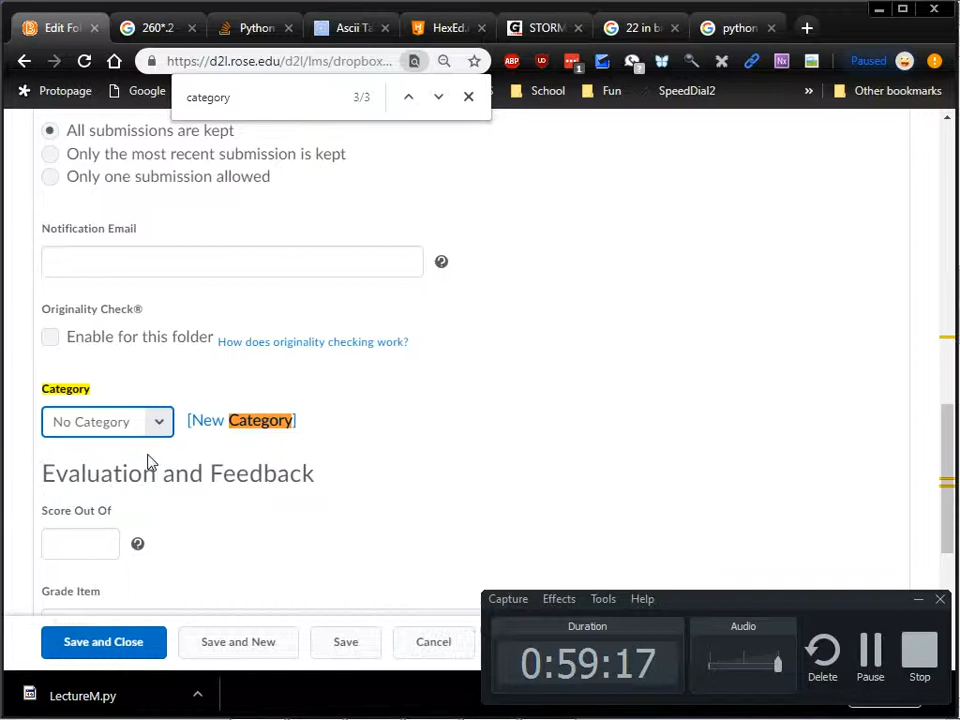 Edit Fol
260*.2
Python
Ascii Ta
HexEd.
STORM
22 in b
python
https://d2l.rose.edu/d2l/lms/dropbox...
Paused
Protopage
Google
School
Fun
SpeedDial2
»
Other bookmarks
category 3/3
All submissions are kept
Only the most recent submission is kept
Only one submission allowed
Notification Email
Originality Check®
Enable for this folder How does originality checking work?
Category
No Category [New Category]
Evaluation and Feedback
Score Out Of
Grade Item
Save and Close Save and New Save Cancel
Capture Effects Tools Help
Duration Audio
0:59:17
Delete Pause Stop
LectureM.py